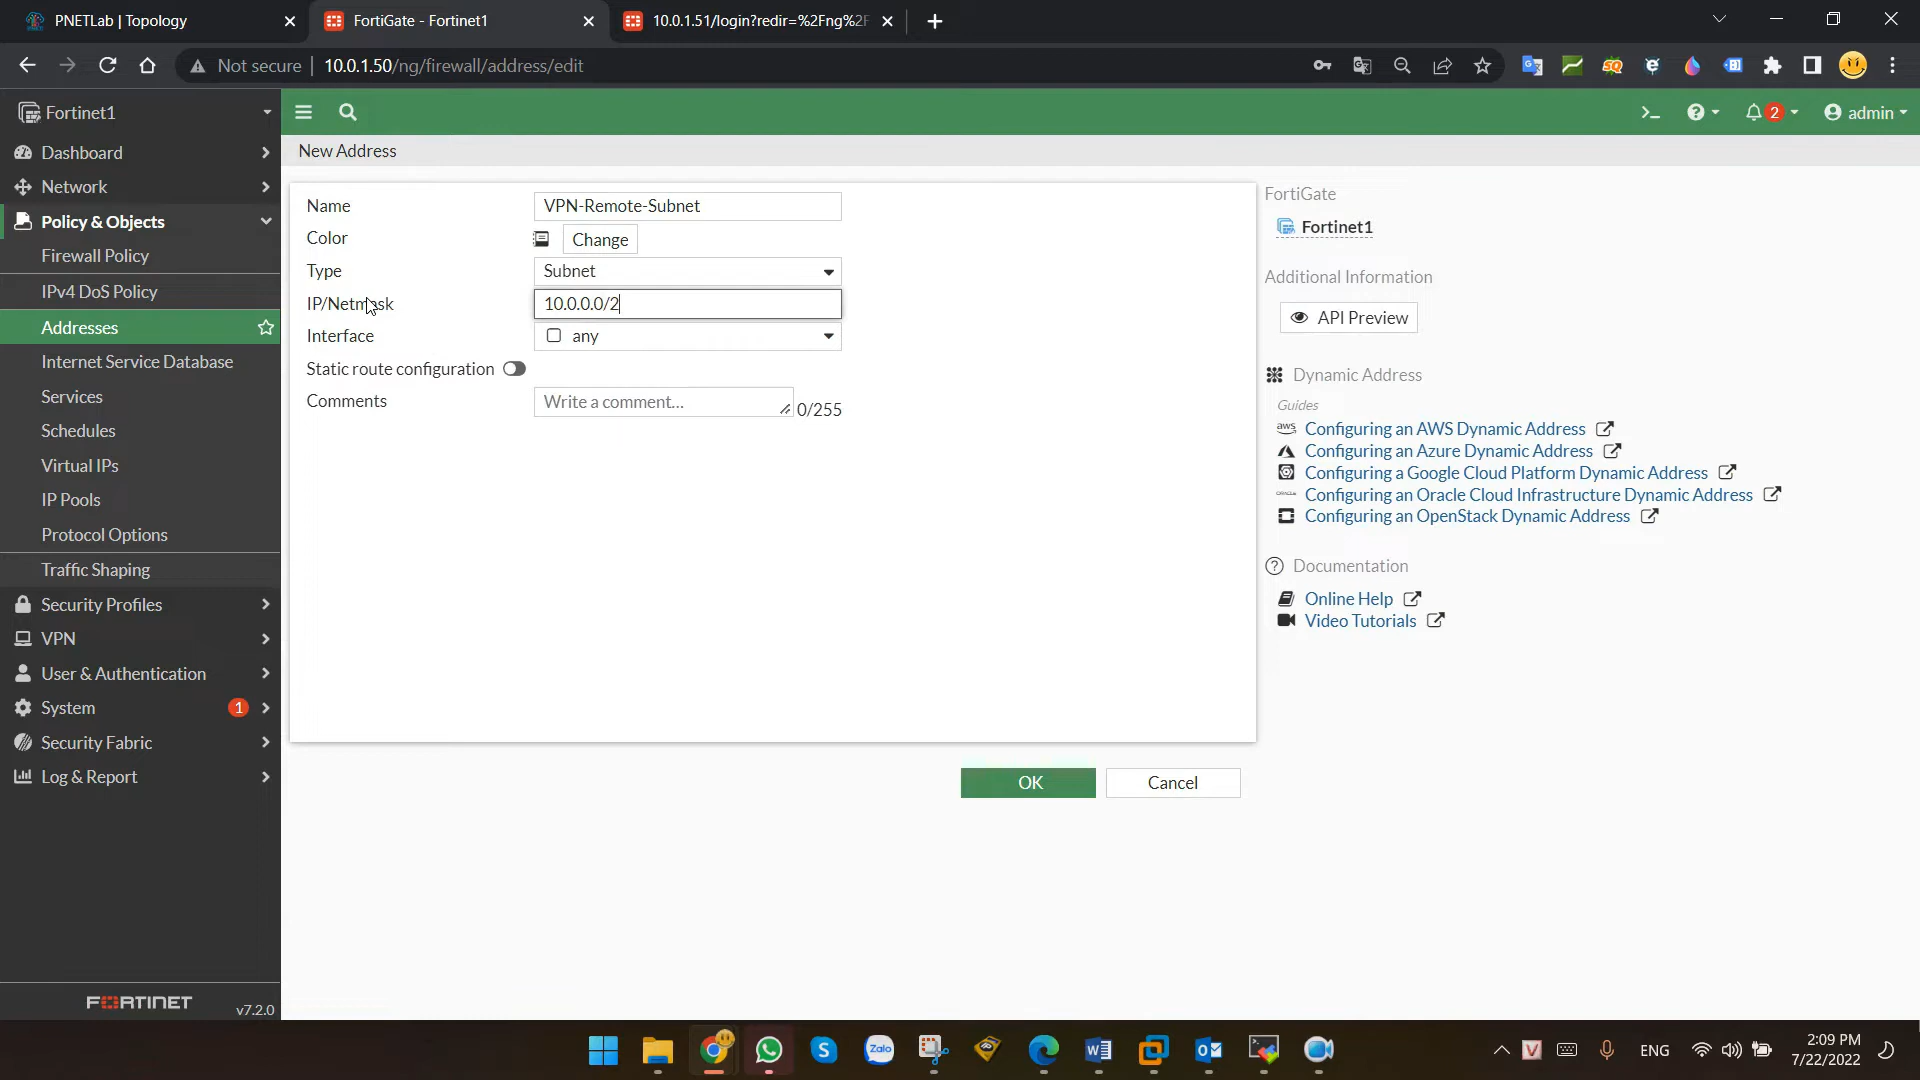 PNETLab | Topology
FortiGate - Fortinet1
10.0.1.51/login?redir=%2Fng%2F
Not secure
10.0.1.50/ng/firewall/address/edit
Fortinet1
2
admin
Dashboard
Network
Policy & Objects
Firewall Policy
IPv4 DoS Policy
Addresses
Internet Service Database
Services
Schedules
Virtual IPs
IP Pools
Protocol Options
Traffic Shaping
Security Profiles
VPN
User & Authentication
System
1
Security Fabric
Log & Report
FORTINET
v7.2.0
New Address
Name
VPN-Remote-Subnet
Color
Change
Type
Subnet
IP/Netmask
10.0.0.0/2
Interface
any
Static route configuration
Comments
Write a comment...
0/255
OK
Cancel
FortiGate
Fortinet1
Additional Information
API Preview
Dynamic Address
Guides
aws
Configuring an AWS Dynamic Address
Configuring an Azure Dynamic Address
Configuring a Google Cloud Platform Dynamic Address
Configuring an Oracle Cloud Infrastructure Dynamic Address
Configuring an OpenStack Dynamic Address
Documentation
Online Help
Video Tutorials
Zalo
ENG
2:09 PM
7/22/2022